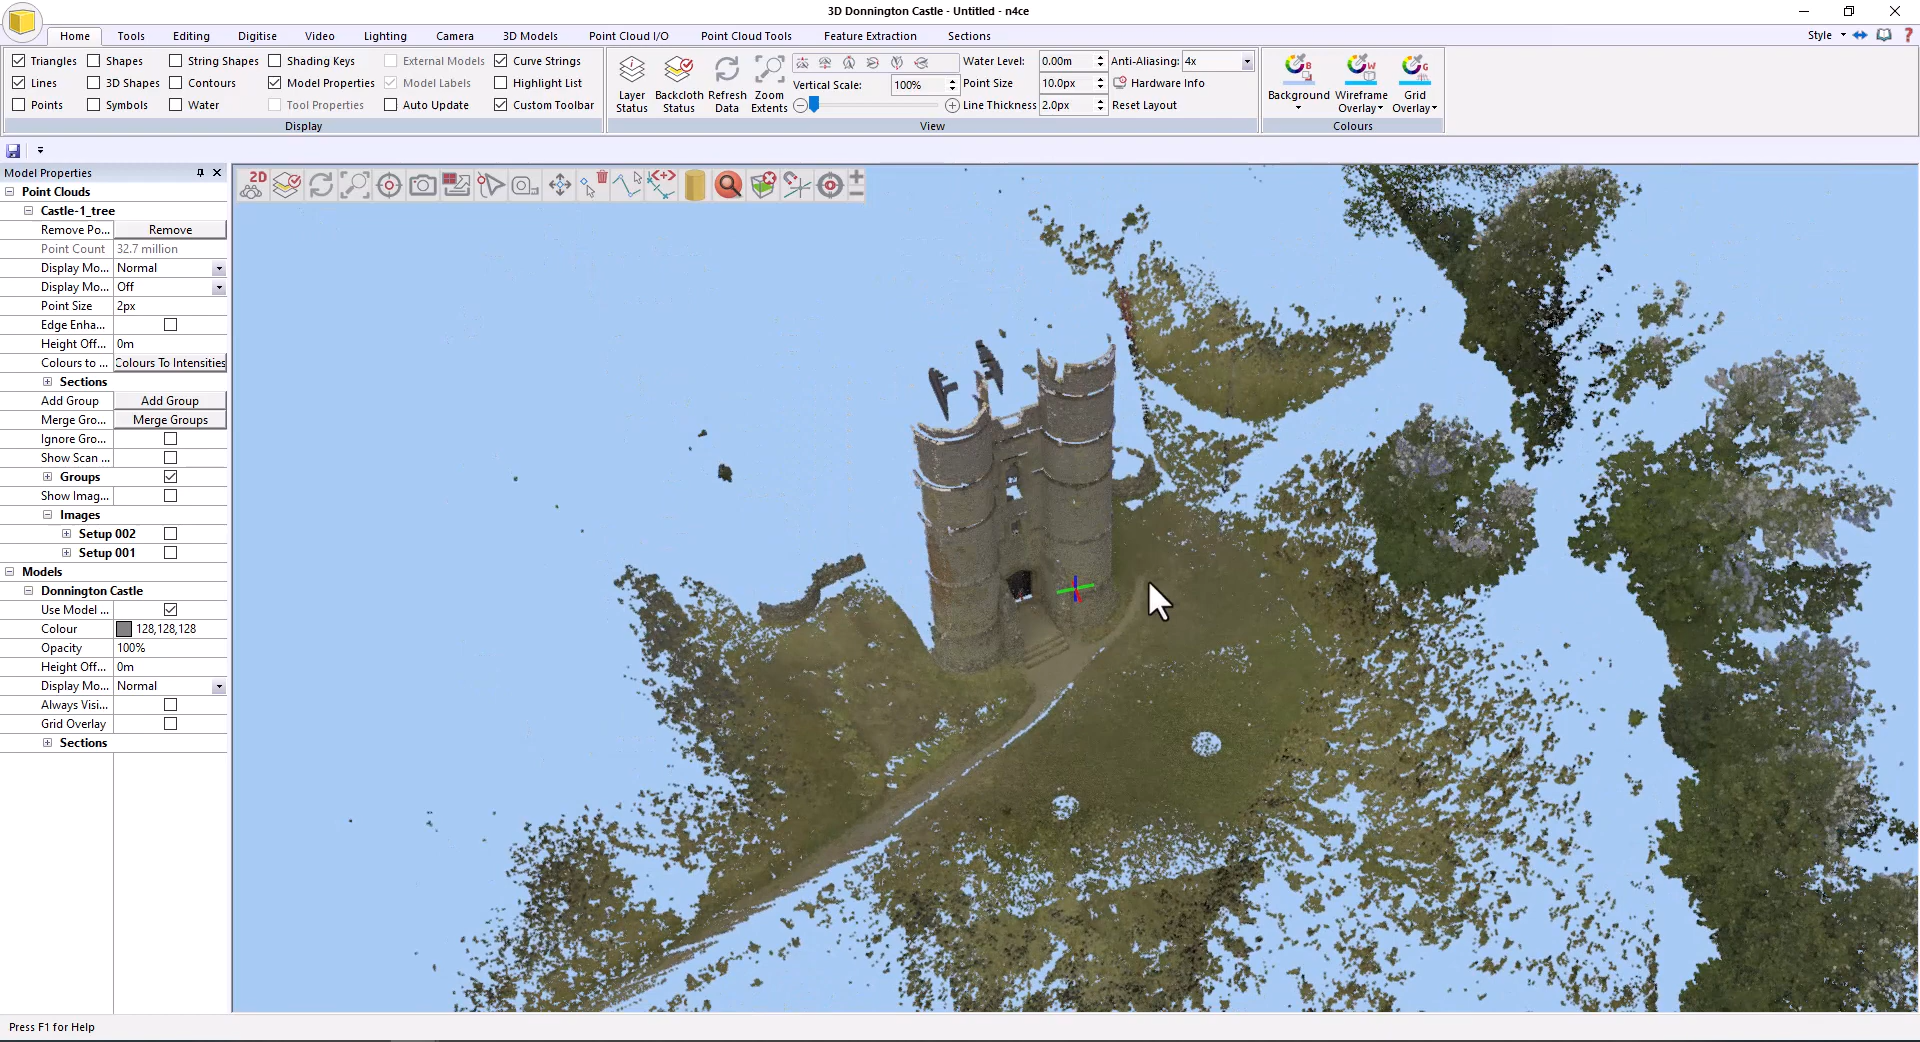 3D Donnington Castle - Untitled - n4ce
Home Tools Editing Digitise Video Lighting Camera 3D Models Point Cloud I/O Point Cloud Tools Feature Extraction Sections Style
Triangles Shapes String Shapes Shading Keys External Models Curve Strings
Lines 3D Shapes Contours Model Properties Model Labels Highlight List
Points Symbols Water Tool Properties Auto Update Custom Toolbar
Display
Layer Status
Backcloth Status
Refresh Data
Zoom Extents
Vertical Scale: 100%
Water Level: 0.00m Anti-Aliasing: 4x
Point Size 10.0px Hardware Info
Line Thickness 2.0px Reset Layout
View
Background
Wireframe Overlay
Grid Overlay
Colours
Model Properties
Point Clouds
Castle-1_tree
Remove Po... Remove
Point Count 32.7 million
Display Mo... Normal
Display Mo... Off
Point Size 2px
Edge Enha...
Height Off... 0m
Colours to ... Colours To Intensities
Sections
Add Group Add Group
Merge Gro... Merge Groups
Ignore Gro...
Show Scan ...
Groups
Show Imag...
Images
Setup 002
Setup 001
Models
Donnington Castle
Use Model ...
Colour 128,128,128
Opacity 100%
Height Off... 0m
Display Mo... Normal
Always Visi...
Grid Overlay
Sections
2D
Press F1 for Help